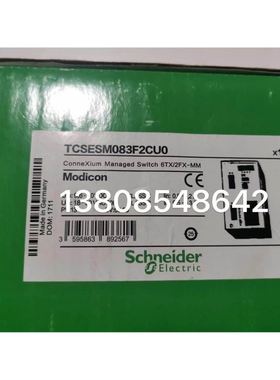 TCSESM083F2CU0
ConneXium Managed Switch 6TX/2FX-MM
Modicon
13808548642
3 595863 892567
Made in Germany
DOM: 1711
25
Schneider
Electric